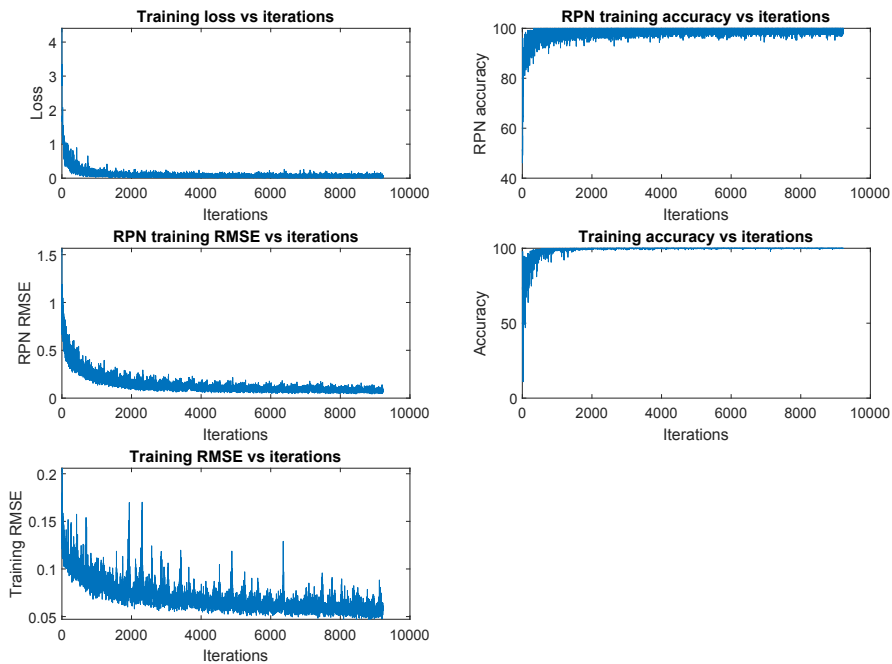 Training loss vs iterations
4
3
2
1
0
Loss
0 2000 4000 6000 8000 10000
Iterations
RPN training accuracy vs iterations
100
80
60
40
RPN accuracy
0 2000 4000 6000 8000 10000
Iterations
RPN training RMSE vs iterations
1.5
1
0.5
0
RPN RMSE
0 2000 4000 6000 8000 10000
Iterations
Training accuracy vs iterations
100
50
0
Accuracy
0 2000 4000 6000 8000 10000
Iterations
Training RMSE vs iterations
0.2
0.15
0.1
0.05
Training RMSE
0 2000 4000 6000 8000 10000
Iterations